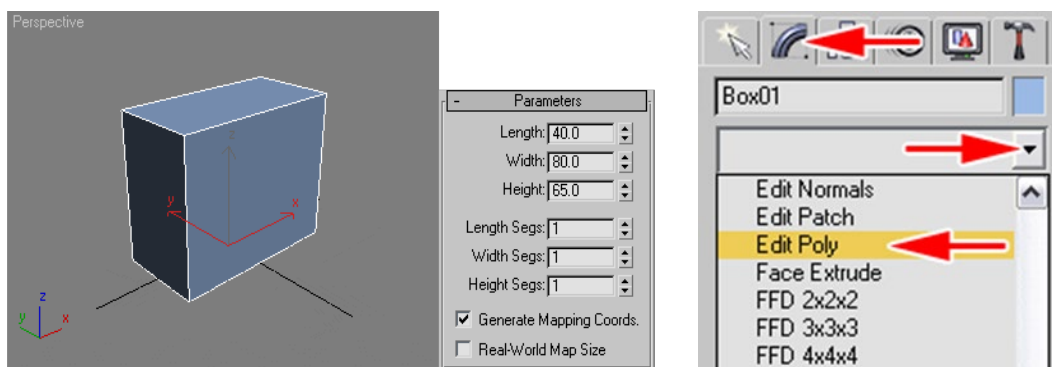 Perspective
z
y
x
z
y
x
- Parameters
Length: 40.0
Width: 80.0
Height: 65.0
Length Segs: 1
Width Segs: 1
Height Segs: 1
Generate Mapping Coords.
Real-World Map Size
Box01
Edit Normals
Edit Patch
Edit Poly
Face Extrude
FFD 2x2x2
FFD 3x3x3
FFD 4x4x4